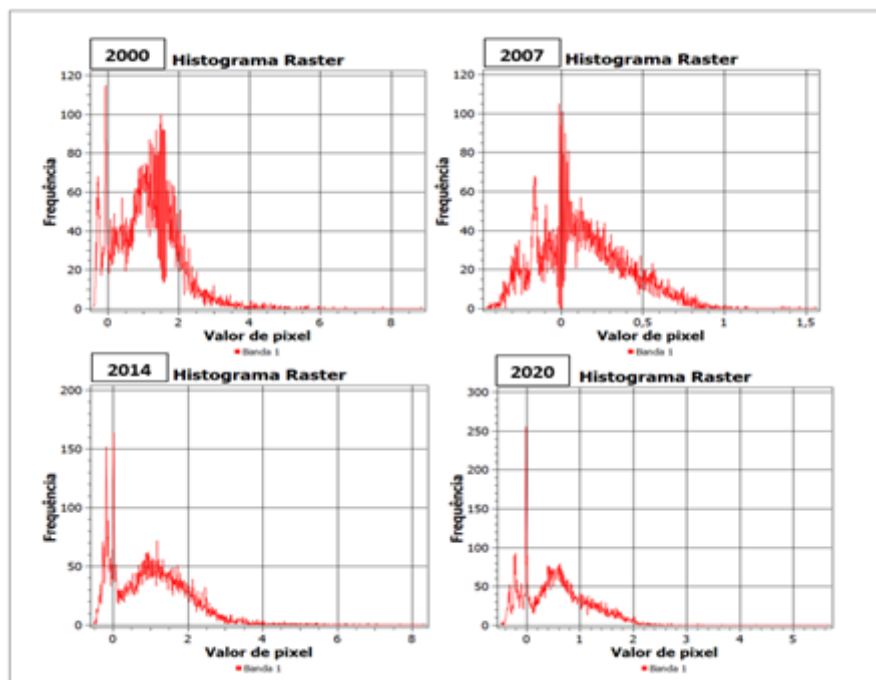 2000
Histograma Raster
120
100
80
60
40
20
0
Frequência
0 2 4 6 8
Valor de pixel
Banda 1
2007
Histograma Raster
120
100
80
60
40
20
0
Frequência
0 0,5 1 1,5
Valor de pixel
Banda 1
2014
Histograma Raster
200
150
100
50
0
Frequência
0 2 4 6 8
Valor de pixel
Banda 1
2020
Histograma Raster
300
250
200
150
100
50
0
Frequência
0 1 2 3 4 5
Valor de pixel
Banda 1